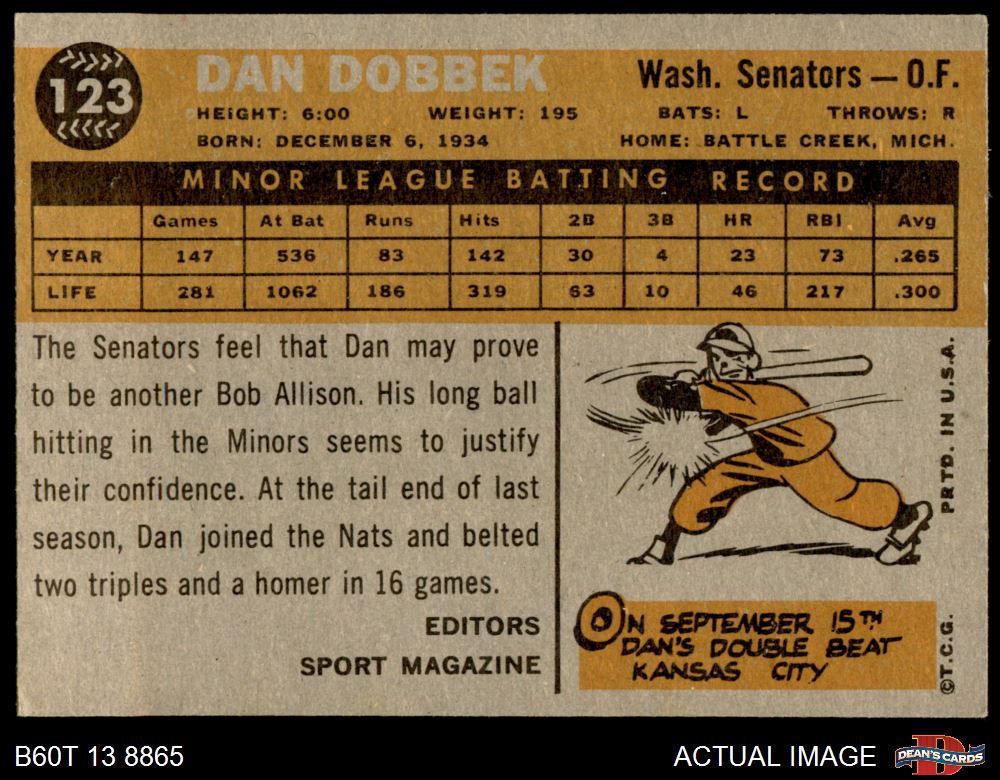 123
DAN DOBBEK
Wash. Senators — O.F.
HEIGHT: 6:00 WEIGHT: 195 BATS: L THROWS: R
BORN: DECEMBER 6, 1934 HOME: BATTLE CREEK, MICH.
MINOR LEAGUE BATTING RECORD
Games At Bat Runs Hits 2B 3B HR RBI Avg
YEAR 147 536 83 142 30 4 23 73 .265
LIFE 281 1062 186 319 63 10 46 217 .300
The Senators feel that Dan may prove
to be another Bob Allison. His long ball
hitting in the Minors seems to justify
their confidence. At the tail end of last
season, Dan joined the Nats and belted
two triples and a homer in 16 games.
EDITORS
SPORT MAGAZINE
ON SEPTEMBER 15TH
DAN'S DOUBLE BEAT
KANSAS CITY
PRTD. IN U.S.A.
©T.C.G.
B60T 13 8865
ACTUAL IMAGE
D
DEAN'S CARDS